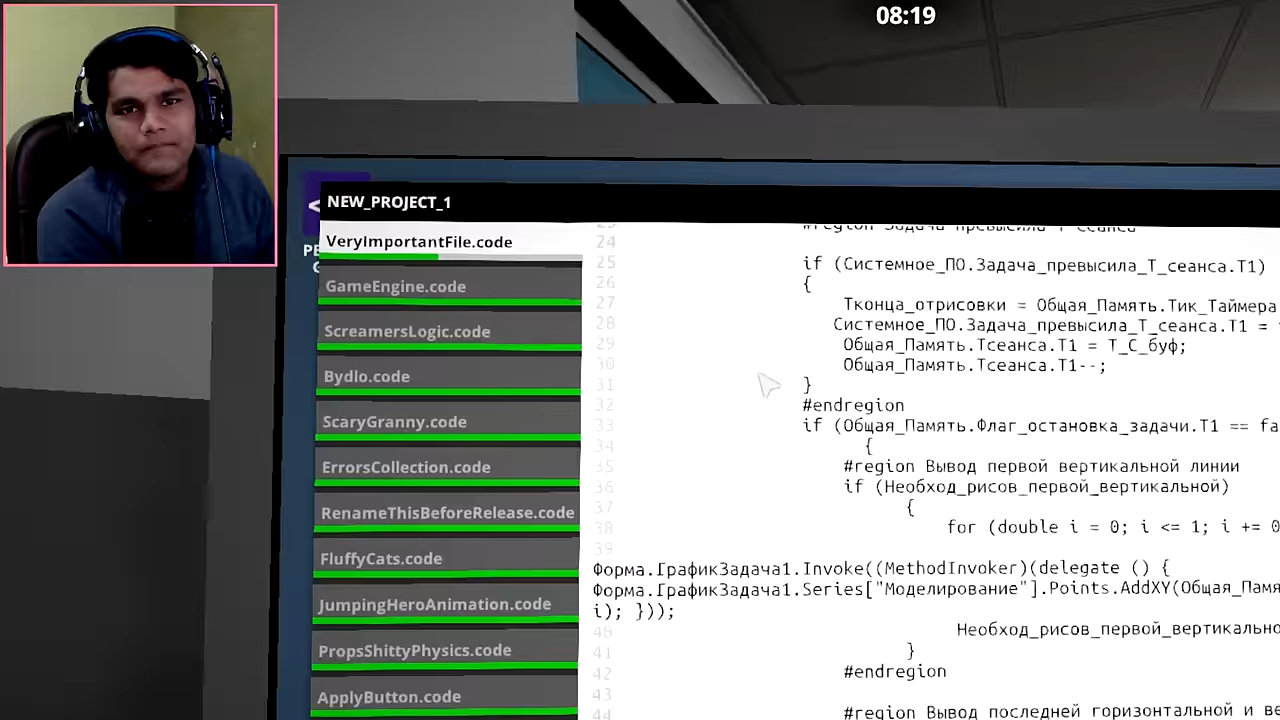 08:19
<
NEW_PROJECT_1
VeryImportantFile.code
GameEngine.code
ScreamersLogic.code
Bydlo.code
ScaryGranny.code
ErrorsCollection.code
RenameThisBeforeRelease.code
FluffyCats.code
JumpingHeroAnimation.code
PropsShittyPhysics.code
ApplyButton.code
23 #region Задача превысила Т сеанса
24
25 if (Системное_ПО.Задача_превысила_Т_сеанса.Т1)
26 {
27 Тконца_отрисовки = Общая_Память.Тик_Таймера
28 Системное_ПО.Задача_превысила_Т_сеанса.Т1 =
29 Общая_Память.Тсеанса.Т1 = Т_С_буф;
30 Общая_Память.Тсеанса.Т1--;
31 }
32 #endregion
33 if (Общая_Память.Флаг_остановка_задачи.Т1 == fa
34 {
35 #region Вывод первой вертикальной линии
36 if (Необход_рисов_первой_вертикальной)
37 {
38 for (double i = 0; i <= 1; i += 0
39
Форма.ГрафикЗадача1.Invoke((MethodInvoker)(delegate () {
Форма.ГрафикЗадача1.Series["Моделирование"].Points.AddXY(Общая_Памя
i); }));
40 Необход_рисов_первой_вертикально
41 }
42 #endregion
43
44 #region Вывод последней горизонтальной и ве